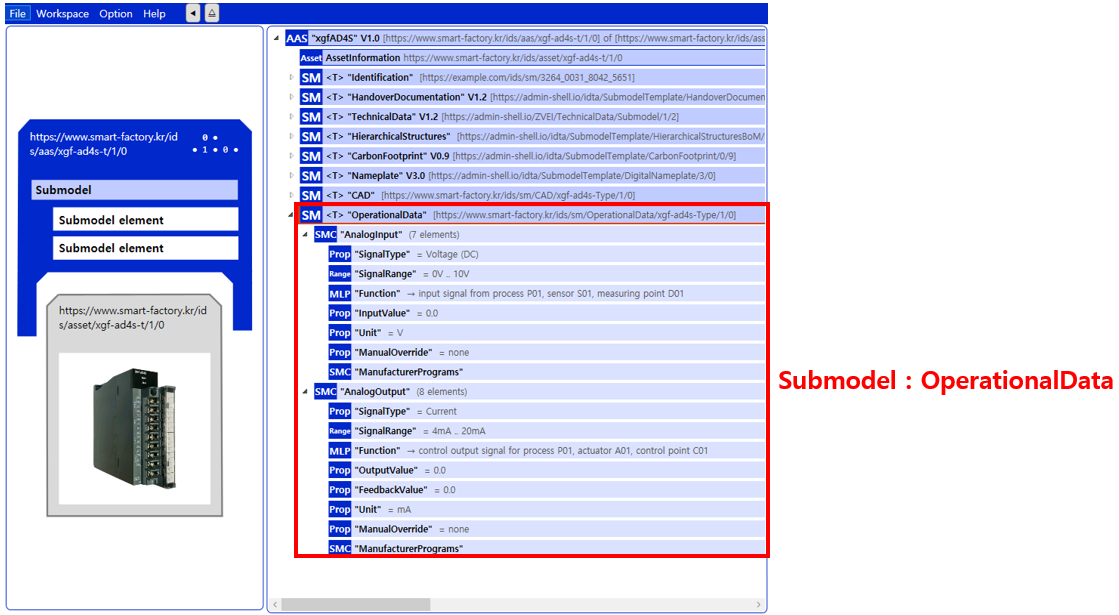 File Workspace Option Help
https://www.smart-factory.kr/id
s/aas/xgf-ad4s-t/1/0
0
1 0
Submodel
Submodel element
Submodel element
https://www.smart-factory.kr/id
s/asset/xgf-ad4s-t/1/0
AAS "xgfAD4S" V1.0 [https://www.smart-factory.kr/ids/aas/xgf-ad4s-t/1/0] of [https://www.smart-factory.kr/ids/ass
Asset AssetInformation https://www.smart-factory.kr/ids/asset/xgf-ad4s-t/1/0
SM <T> "Identification" [https://example.com/ids/sm/3264_0031_8042_5651]
SM <T> "HandoverDocumentation" V1.2 [https://admin-shell.io/idta/SubmodelTemplate/HandoverDocumen
SM <T> "TechnicalData" V1.2 [https://admin-shell.io/ZVEI/TechnicalData/Submodel/1/2]
SM <T> "HierarchicalStructures" [https://admin-shell.io/idta/SubmodelTemplate/HierarchicalStructuresBoM/
SM <T> "CarbonFootprint" V0.9 [https://admin-shell.io/idta/SubmodelTemplate/CarbonFootprint/0/9]
SM <T> "Nameplate" V3.0 [https://admin-shell.io/idta/SubmodelTemplate/DigitalNameplate/3/0]
SM <T> "CAD" [https://www.smart-factory.kr/ids/sm/CAD/xgf-ad4s-Type/1/0]
SM <T> "OperationalData" [https://www.smart-factory.kr/ids/sm/OperationalData/xgf-ad4s-Type/1/0]
SMC "AnalogInput" (7 elements)
Prop "SignalType" = Voltage (DC)
Range "SignalRange" = 0V .. 10V
MLP "Function" → input signal from process P01, sensor S01, measuring point D01
Prop "InputValue" = 0.0
Prop "Unit" = V
Prop "ManualOverride" = none
SMC "ManufacturerPrograms"
SMC "AnalogOutput" (8 elements)
Prop "SignalType" = Current
Range "SignalRange" = 4mA .. 20mA
MLP "Function" → control output signal for process P01, actuator A01, control point C01
Prop "OutputValue" = 0.0
Prop "FeedbackValue" = 0.0
Prop "Unit" = mA
Prop "ManualOverride" = none
SMC "ManufacturerPrograms"
Submodel : OperationalData